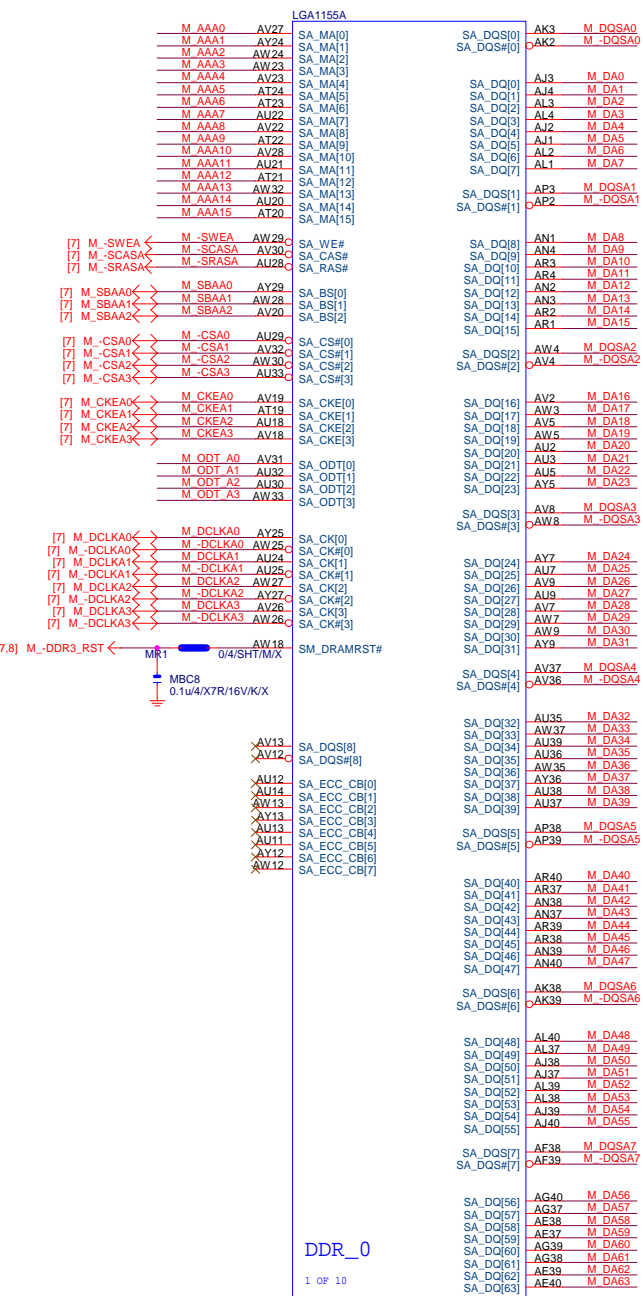 LGA1155A
M_AAA0 AV27 SA_MA[0]
M_AAA1 AY24 SA_MA[1]
M_AAA2 AW24 SA_MA[2]
M_AAA3 AW23 SA_MA[3]
M_AAA4 AV23 SA_MA[4]
M_AAA5 AT24 SA_MA[5]
M_AAA6 AT23 SA_MA[6]
M_AAA7 AU22 SA_MA[7]
M_AAA8 AV22 SA_MA[8]
M_AAA9 AT22 SA_MA[9]
M_AAA10 AV28 SA_MA[10]
M_AAA11 AU21 SA_MA[11]
M_AAA12 AT21 SA_MA[12]
M_AAA13 AW32 SA_MA[13]
M_AAA14 AU20 SA_MA[14]
M_AAA15 AT20 SA_MA[15]
[7] M_-SWEA M_-SWEA AW29 SA_WE#
[7] M_-SCASA M_-SCASA AV30 SA_CAS#
[7] M_-SRASA M_-SRASA AU28 SA_RAS#
[7] M_SBAA0 M_SBAA0 AY29 SA_BS[0]
[7] M_SBAA1 M_SBAA1 AW28 SA_BS[1]
[7] M_SBAA2 M_SBAA2 AV20 SA_BS[2]
[7] M_-CSA0 M_-CSA0 AU29 SA_CS#[0]
[7] M_-CSA1 M_-CSA1 AV32 SA_CS#[1]
[7] M_-CSA2 M_-CSA2 AW30 SA_CS#[2]
[7] M_-CSA3 M_-CSA3 AU33 SA_CS#[3]
[7] M_CKEA0 M_CKEA0 AV19 SA_CKE[0]
[7] M_CKEA1 M_CKEA1 AT19 SA_CKE[1]
[7] M_CKEA2 M_CKEA2 AU18 SA_CKE[2]
[7] M_CKEA3 M_CKEA3 AV18 SA_CKE[3]
M_ODT_A0 AV31 SA_ODT[0]
M_ODT_A1 AU32 SA_ODT[1]
M_ODT_A2 AU30 SA_ODT[2]
M_ODT_A3 AW33 SA_ODT[3]
[7] M_DCLKA0 M_DCLKA0 AY25 SA_CK[0]
[7] M_-DCLKA0 M_-DCLKA0 AW25 SA_CK#[0]
[7] M_DCLKA1 M_DCLKA1 AU24 SA_CK[1]
[7] M_-DCLKA1 M_-DCLKA1 AU25 SA_CK#[1]
[7] M_DCLKA2 M_DCLKA2 AW27 SA_CK[2]
[7] M_-DCLKA2 M_-DCLKA2 AY27 SA_CK#[2]
[7] M_DCLKA3 M_DCLKA3 AV26 SA_CK[3]
[7] M_-DCLKA3 M_-DCLKA3 AW26 SA_CK#[3]
7,8] M_-DDR3_RST AW18 SM_DRAMRST#
MR1 0/4/SHT/M/X
MBC8
0.1u/4/X7R/16V/K/X
AV13 SA_DQS[8]
AV12 SA_DQS#[8]
AU12 SA_ECC_CB[0]
AU14 SA_ECC_CB[1]
AW13 SA_ECC_CB[2]
AY13 SA_ECC_CB[3]
AU13 SA_ECC_CB[4]
AU11 SA_ECC_CB[5]
AY12 SA_ECC_CB[6]
AW12 SA_ECC_CB[7]
SA_DQS[0] AK3 M_DQSA0
SA_DQS#[0] AK2 M_-DQSA0
SA_DQ[0] AJ3 M_DA0
SA_DQ[1] AJ4 M_DA1
SA_DQ[2] AL3 M_DA2
SA_DQ[3] AL4 M_DA3
SA_DQ[4] AJ2 M_DA4
SA_DQ[5] AJ1 M_DA5
SA_DQ[6] AL2 M_DA6
SA_DQ[7] AL1 M_DA7
SA_DQS[1] AP3 M_DQSA1
SA_DQS#[1] AP2 M_-DQSA1
SA_DQ[8] AN1 M_DA8
SA_DQ[9] AN4 M_DA9
SA_DQ[10] AR3 M_DA10
SA_DQ[11] AR4 M_DA11
SA_DQ[12] AN2 M_DA12
SA_DQ[13] AN3 M_DA13
SA_DQ[14] AR2 M_DA14
SA_DQ[15] AR1 M_DA15
SA_DQS[2] AW4 M_DQSA2
SA_DQS#[2] AV4 M_-DQSA2
SA_DQ[16] AV2 M_DA16
SA_DQ[17] AW3 M_DA17
SA_DQ[18] AV5 M_DA18
SA_DQ[19] AW5 M_DA19
SA_DQ[20] AU2 M_DA20
SA_DQ[21] AU3 M_DA21
SA_DQ[22] AU5 M_DA22
SA_DQ[23] AY5 M_DA23
SA_DQS[3] AV8 M_DQSA3
SA_DQS#[3] AW8 M_-DQSA3
SA_DQ[24] AY7 M_DA24
SA_DQ[25] AU7 M_DA25
SA_DQ[26] AV9 M_DA26
SA_DQ[27] AU9 M_DA27
SA_DQ[28] AV7 M_DA28
SA_DQ[29] AW7 M_DA29
SA_DQ[30] AW9 M_DA30
SA_DQ[31] AY9 M_DA31
SA_DQS[4] AV37 M_DQSA4
SA_DQS#[4] AV36 M_-DQSA4
SA_DQ[32] AU35 M_DA32
SA_DQ[33] AW37 M_DA33
SA_DQ[34] AU39 M_DA34
SA_DQ[35] AU36 M_DA35
SA_DQ[36] AW35 M_DA36
SA_DQ[37] AY36 M_DA37
SA_DQ[38] AU38 M_DA38
SA_DQ[39] AU37 M_DA39
SA_DQS[5] AP38 M_DQSA5
SA_DQS#[5] AP39 M_-DQSA5
SA_DQ[40] AR40 M_DA40
SA_DQ[41] AR37 M_DA41
SA_DQ[42] AN38 M_DA42
SA_DQ[43] AN37 M_DA43
SA_DQ[44] AR39 M_DA44
SA_DQ[45] AR38 M_DA45
SA_DQ[46] AN39 M_DA46
SA_DQ[47] AN40 M_DA47
SA_DQS[6] AK38 M_DQSA6
SA_DQS#[6] AK39 M_-DQSA6
SA_DQ[48] AL40 M_DA48
SA_DQ[49] AL37 M_DA49
SA_DQ[50] AJ38 M_DA50
SA_DQ[51] AJ37 M_DA51
SA_DQ[52] AL39 M_DA52
SA_DQ[53] AL38 M_DA53
SA_DQ[54] AJ39 M_DA54
SA_DQ[55] AJ40 M_DA55
SA_DQS[7] AF38 M_DQSA7
SA_DQS#[7] AF39 M_-DQSA7
SA_DQ[56] AG40 M_DA56
SA_DQ[57] AG37 M_DA57
SA_DQ[58] AE38 M_DA58
SA_DQ[59] AE37 M_DA59
SA_DQ[60] AG39 M_DA60
SA_DQ[61] AG38 M_DA61
SA_DQ[62] AE39 M_DA62
SA_DQ[63] AE40 M_DA63
DDR_0
1 OF 10